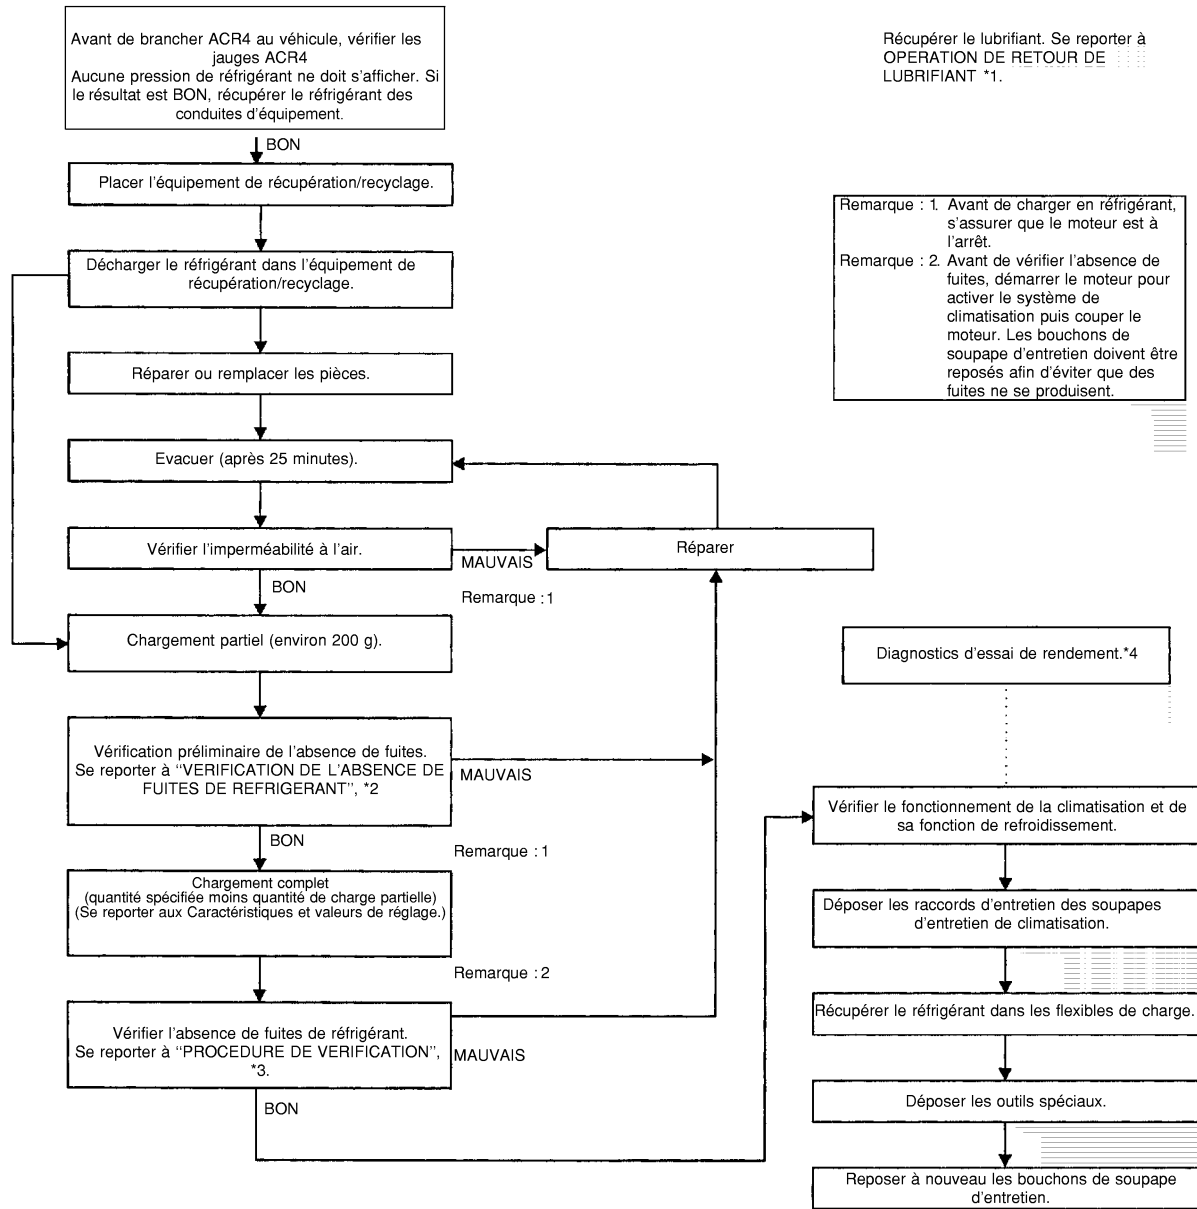 Avant de brancher ACR4 au véhicule, vérifier les
jauges ACR4
Aucune pression de réfrigérant ne doit s'afficher. Si
le résultat est BON, récupérer le réfrigérant des
conduites d'équipement.
BON
Placer l'équipement de récupération/recyclage.
Décharger le réfrigérant dans l'équipement de
récupération/recyclage.
Réparer ou remplacer les pièces.
Evacuer (après 25 minutes).
Vérifier l'imperméabilité à l'air.
MAUVAIS
Réparer
BON
Remarque : 1
Chargement partiel (environ 200 g).
Vérification préliminaire de l'absence de fuites.
Se reporter à “VERIFICATION DE L'ABSENCE DE
FUITES DE REFRIGERANT”, *2
MAUVAIS
BON
Remarque : 1
Chargement complet
(quantité spécifiée moins quantité de charge partielle)
(Se reporter aux Caractéristiques et valeurs de réglage.)
Remarque : 2
Vérifier l'absence de fuites de réfrigérant.
Se reporter à “PROCEDURE DE VERIFICATION”,
*3.
MAUVAIS
BON
Récupérer le lubrifiant. Se reporter à
OPERATION DE RETOUR DE
LUBRIFIANT *1.
Remarque : 1. Avant de charger en réfrigérant,
s'assurer que le moteur est à
l'arrêt.
Remarque : 2. Avant de vérifier l'absence de
fuites, démarrer le moteur pour
activer le système de
climatisation puis couper le
moteur. Les bouchons de
soupape d'entretien doivent être
reposés afin d'éviter que des
fuites ne se produisent.
Diagnostics d'essai de rendement.*4
Vérifier le fonctionnement de la climatisation et de
sa fonction de refroidissement.
Déposer les raccords d'entretien des soupapes
d'entretien de climatisation.
Récupérer le réfrigérant dans les flexibles de charge.
Déposer les outils spéciaux.
Reposer à nouveau les bouchons de soupape
d'entretien.